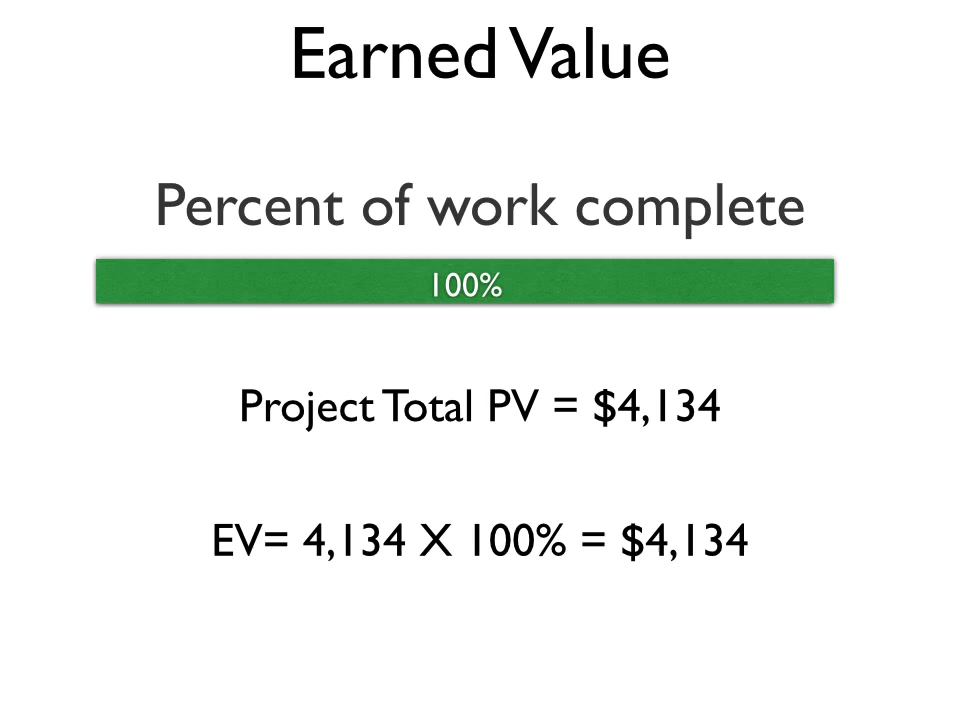 Earned Value
Percent of work complete
100%
Project Total PV = $4,134
EV= 4,134 X 100% = $4,134